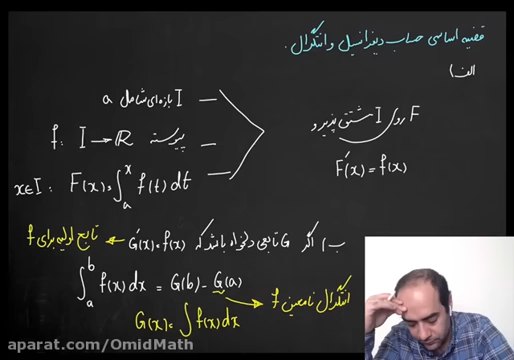 قضیه اساسی حساب دیفرانسیل و انتگرال.
الف)
I بازه‌ای شامل a
f: I → ℝ پیوسته
x∈I: F(x) = ∫_a^x f(t) dt
F روی I مشتق پذیر و
F′(x) = f(x)
ب) اگر G تابعی دلخواه باشد که G′(x) = f(x) ← تابع اولیه برای f
∫_a^b f(x) dx = G(b) - G(a)
انتگرال نامعین f
G(x) = ∫ f(x) dx
aparat.com/OmidMath